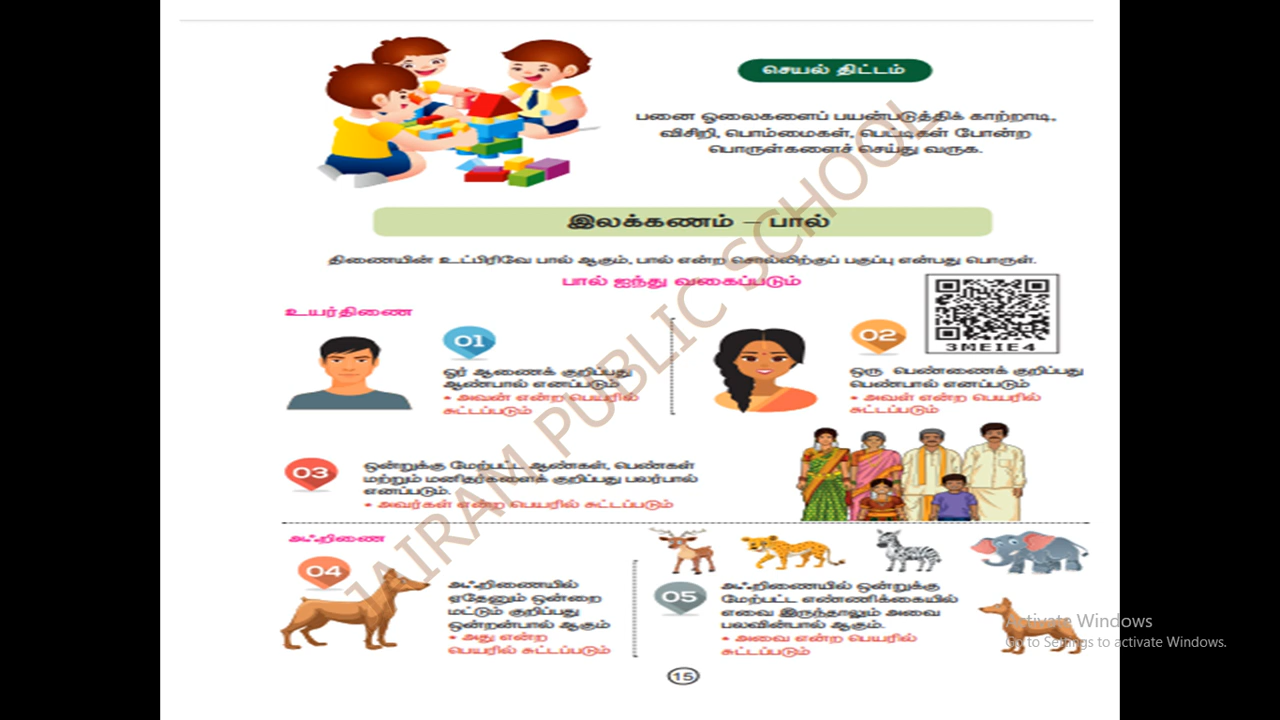 செயல் திட்டம்
பனை ஓலைகளைப் பயன்படுத்திக் காற்றாடி,
விசிறி, பொம்மைகள், பெட்டிகள் போன்ற
பொருள்களைச் செய்து வருக.
இலக்கணம் – பால்
திணையின் உட்பிரிவே பால் ஆகும், பால் என்ற சொல்லிற்குப் பகுப்பு என்பது பொருள்.
பால் ஐந்து வகைப்படும்
3MEIE4
உயர்திணை
01
ஓர் ஆணைக் குறிப்பது
ஆண்பால் எனப்படும்
• அவன் என்ற பெயரில்
சுட்டப்படும்
02
ஒரு பெண்ணைக் குறிப்பது
பெண்பால் எனப்படும்
• அவள் என்ற பெயரில்
சுட்டப்படும்
03
ஒன்றுக்கு மேற்பட்ட ஆண்கள், பெண்கள்
மற்றும் மனிதர்களைக் குறிப்பது பலர்பால்
எனப்படும்.
• அவர்கள் என்ற பெயரில் சுட்டப்படும்
அஃறிணை
04
அஃறிணையில்
ஏதேனும் ஒன்றை
மட்டும் குறிப்பது
ஒன்றன்பால் ஆகும்
• அது என்ற
பெயரில் சுட்டப்படும்
05
அஃறிணையில் ஒன்றுக்கு
மேற்பட்ட எண்ணிக்கையில்
எவை இருந்தாலும் அவை
பலவின்பால் ஆகும்.
• அவை என்ற பெயரில்
சுட்டப்படும்
15
JAIRAM PUBLIC SCHOOL
Activate Windows
Go to Settings to activate Windows.